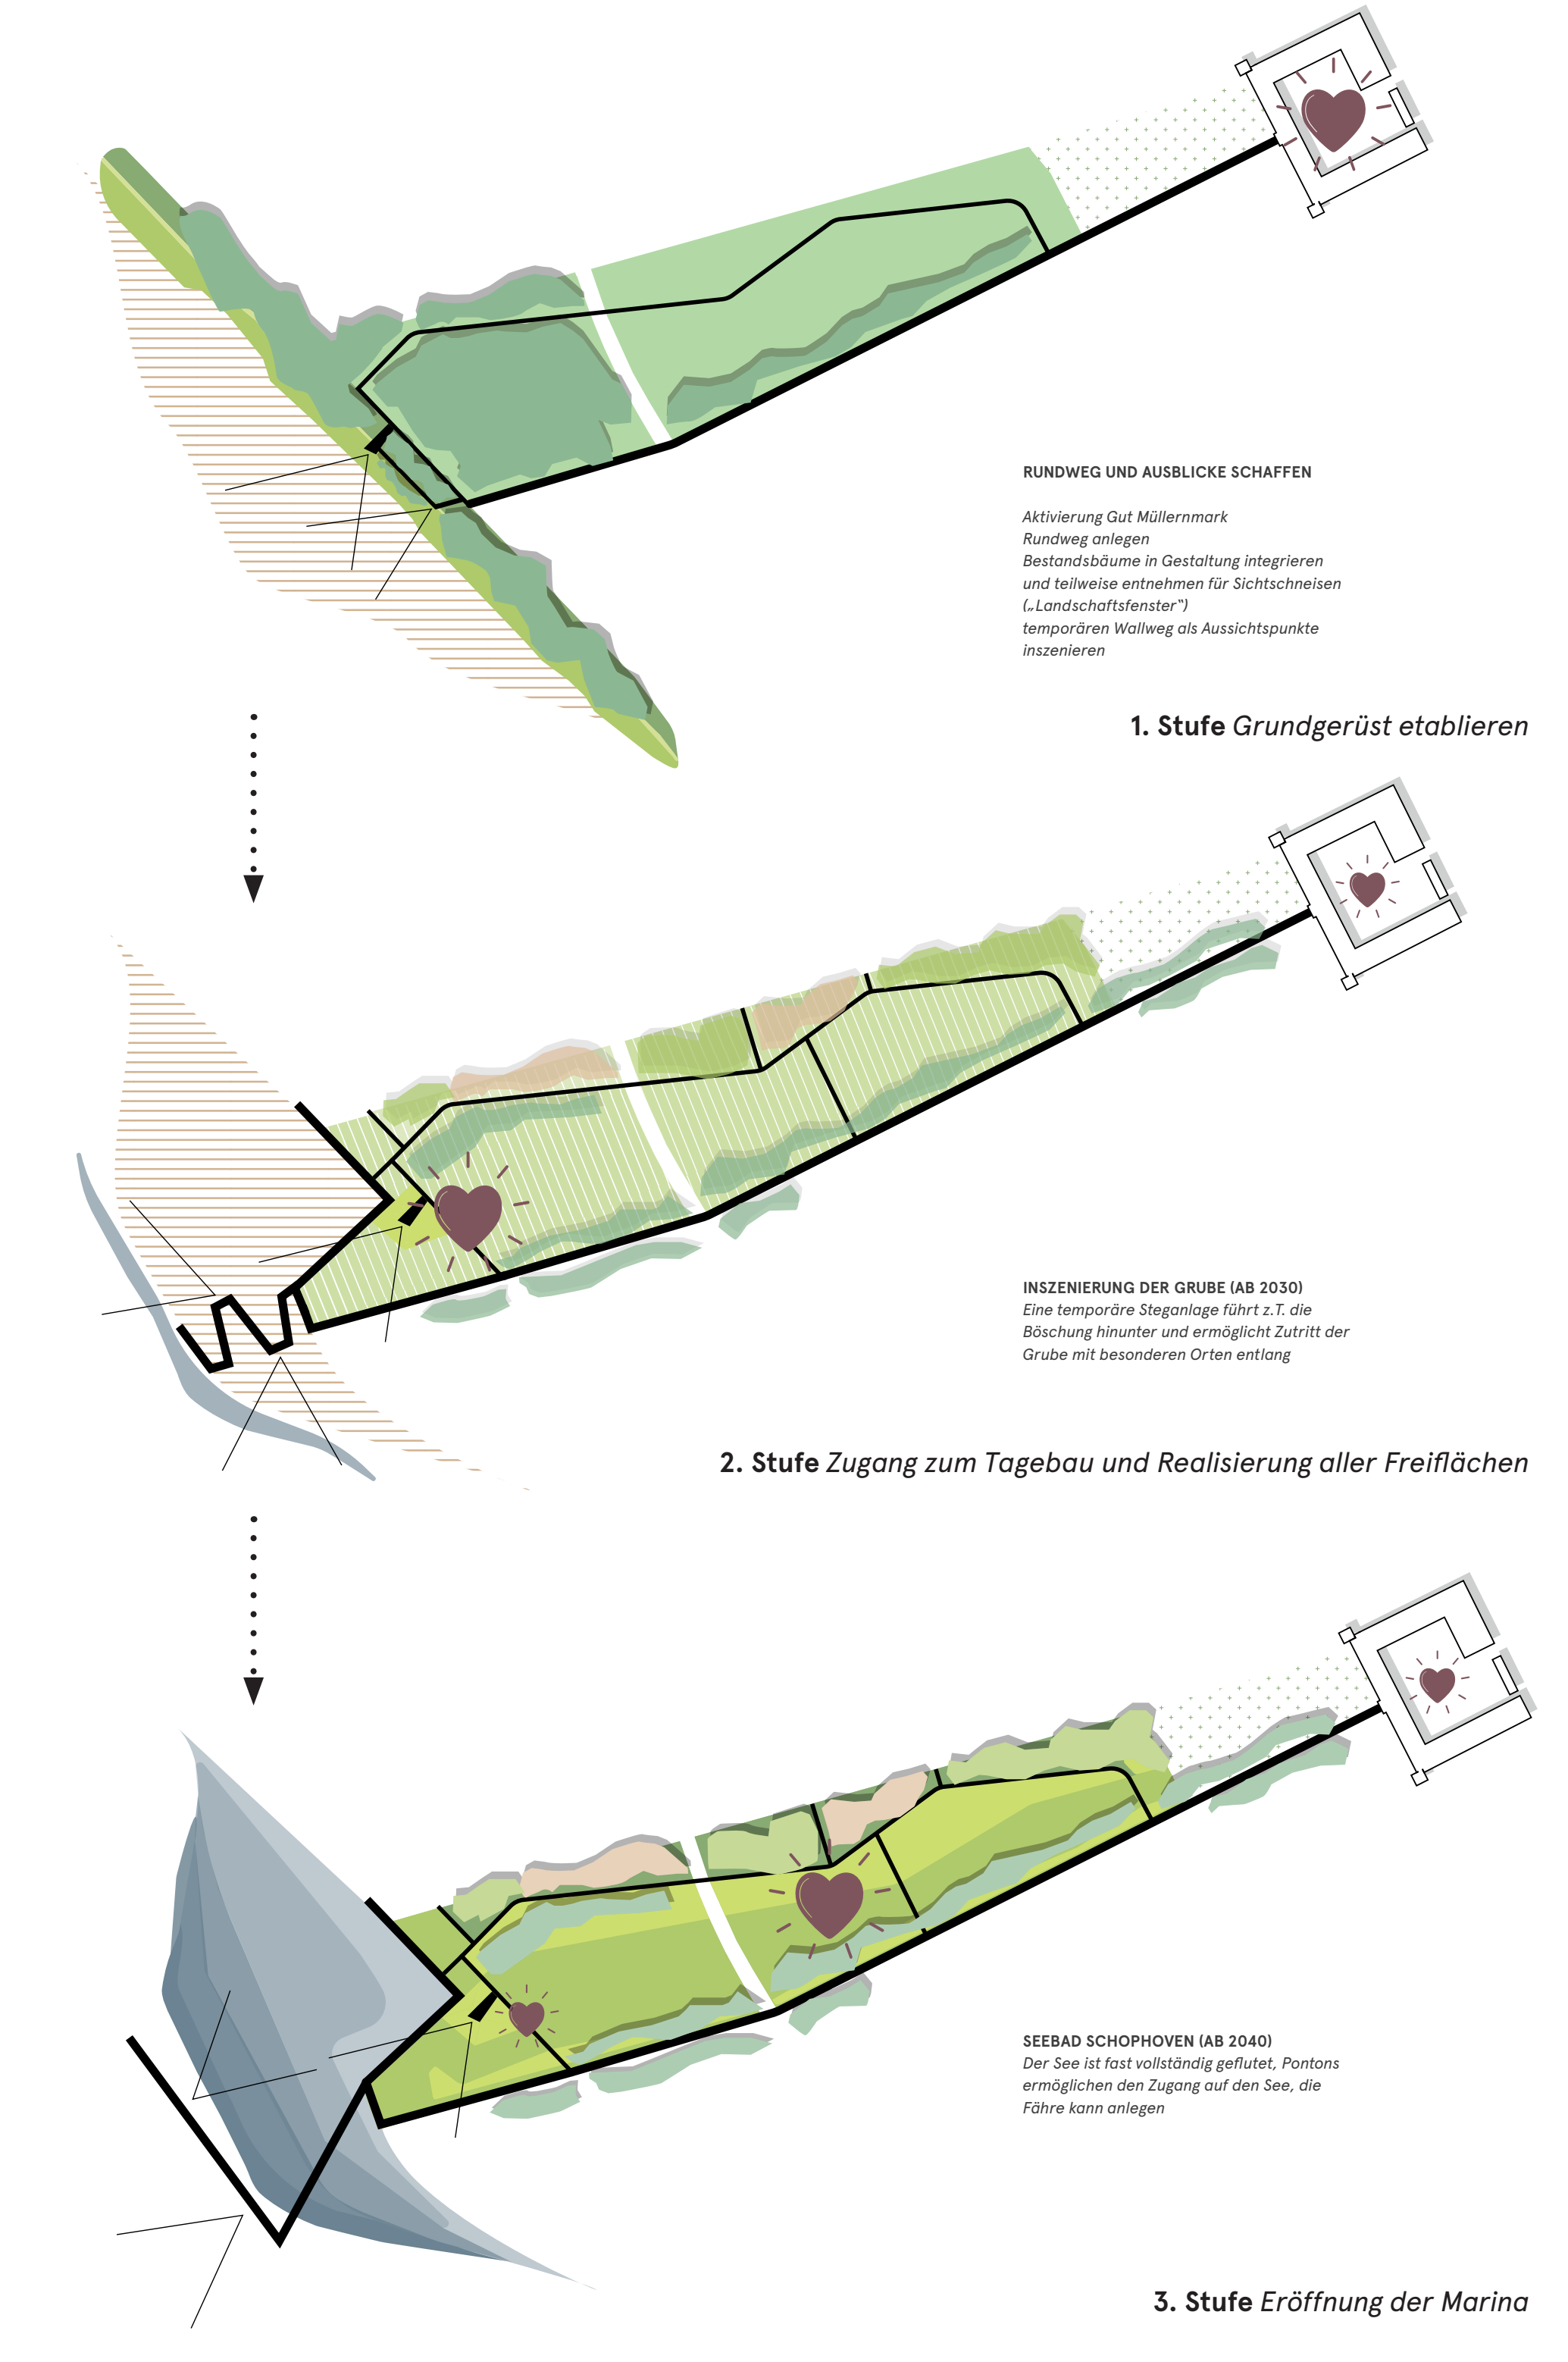 RUNDWEG UND AUSBLICKE SCHAFFEN
Aktivierung Gut Müllernmark
Rundweg anlegen
Bestandsbäume in Gestaltung integrieren
und teilweise entnehmen für Sichtschneisen
(„Landschaftsfenster“)
temporären Wallweg als Aussichtspunkte
inszenieren
1. Stufe Grundgerüst etablieren
INSZENIERUNG DER GRUBE (AB 2030)
Eine temporäre Steganlage führt z.T. die
Böschung hinunter und ermöglicht Zutritt der
Grube mit besonderen Orten entlang
2. Stufe Zugang zum Tagebau und Realisierung aller Freiflächen
SEEBAD SCHOPHOVEN (AB 2040)
Der See ist fast vollständig geflutet, Pontons
ermöglichen den Zugang auf den See, die
Fähre kann anlegen
3. Stufe Eröffnung der Marina